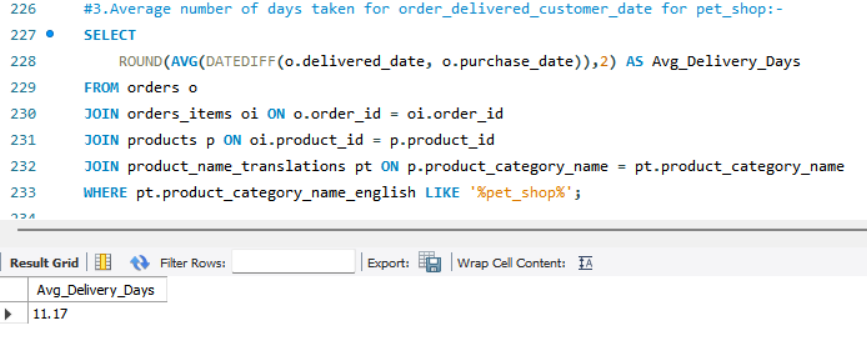 226 #3.Average number of days taken for order_delivered_customer_date for pet_shop:-
227 SELECT
228 ROUND(AVG(DATEDIFF(o.delivered_date, o.purchase_date)),2) AS Avg_Delivery_Days
229 FROM orders o
230 JOIN orders_items oi ON o.order_id = oi.order_id
231 JOIN products p ON oi.product_id = p.product_id
232 JOIN product_name_translations pt ON p.product_category_name = pt.product_category_name
233 WHERE pt.product_category_name_english LIKE '%pet_shop%';
234
Result Grid Filter Rows: Export: Wrap Cell Content: IA
Avg_Delivery_Days
11.17